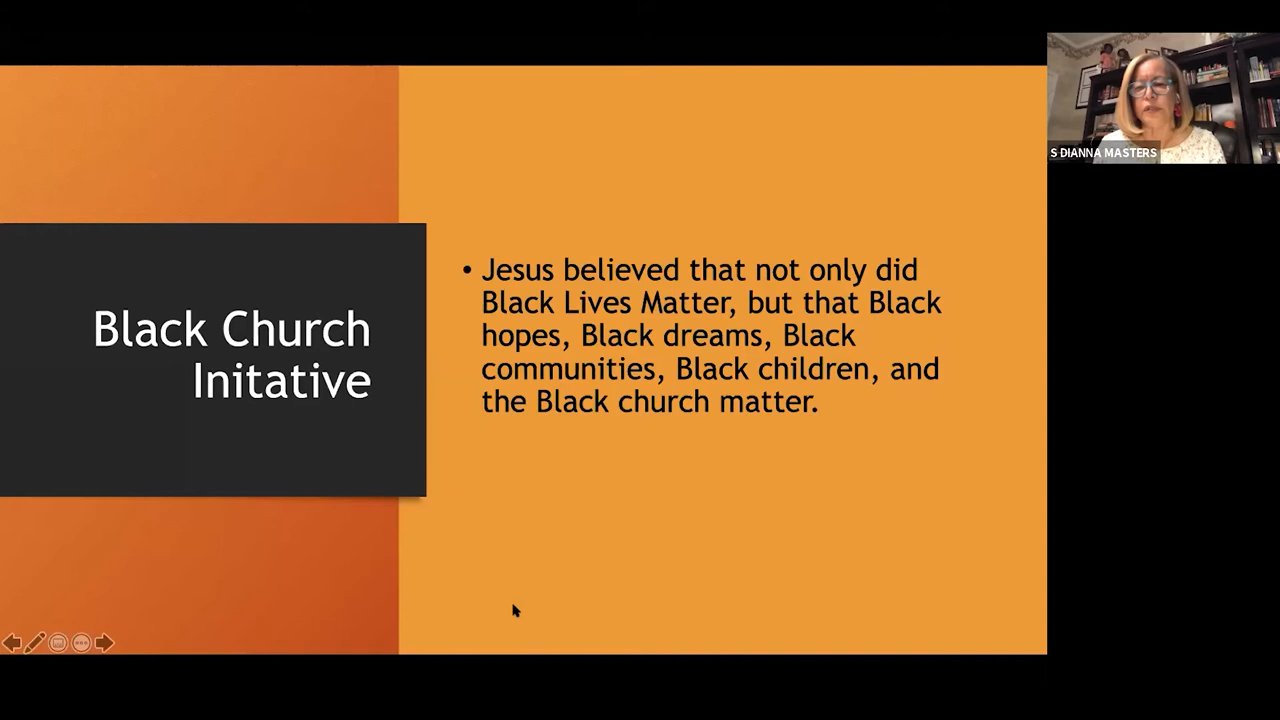 Black Church
Initative
• Jesus believed that not only did
Black Lives Matter, but that Black
hopes, Black dreams, Black
communities, Black children, and
the Black church matter.
S DIANNA MASTERS